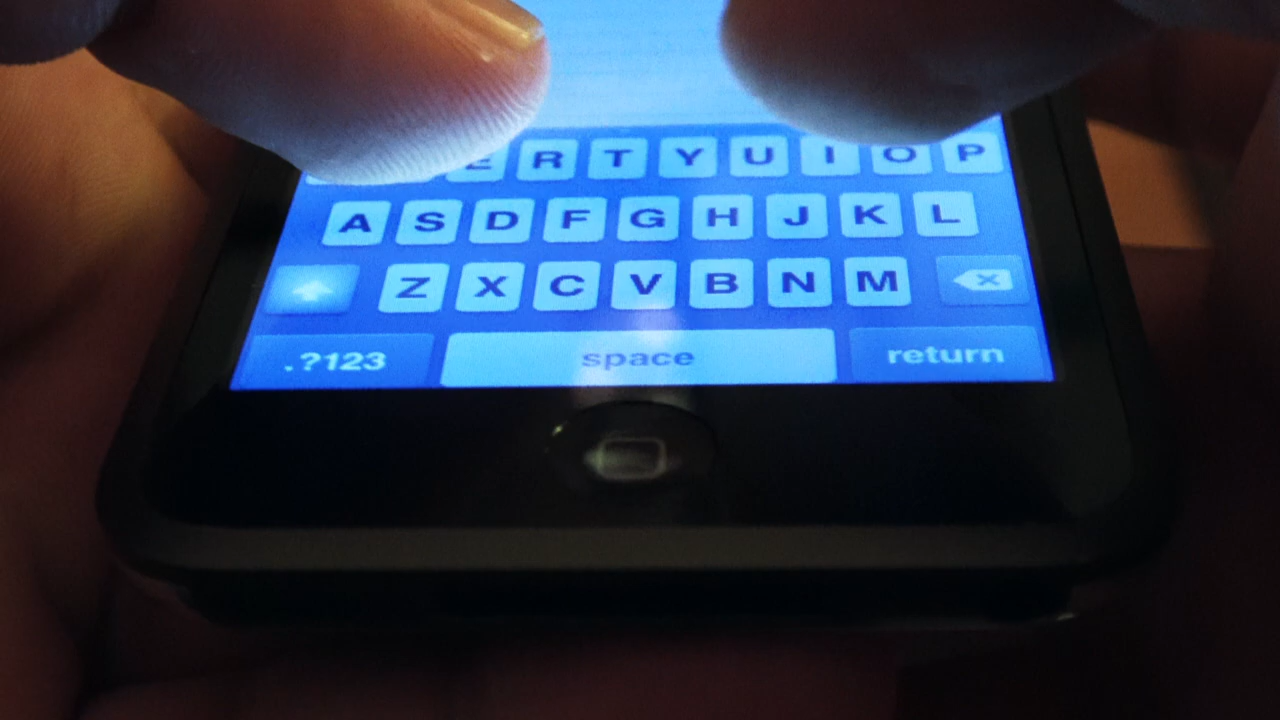 E R T Y U I O P
A S D F G H J K L
Z X C V B N M
.?123 space return